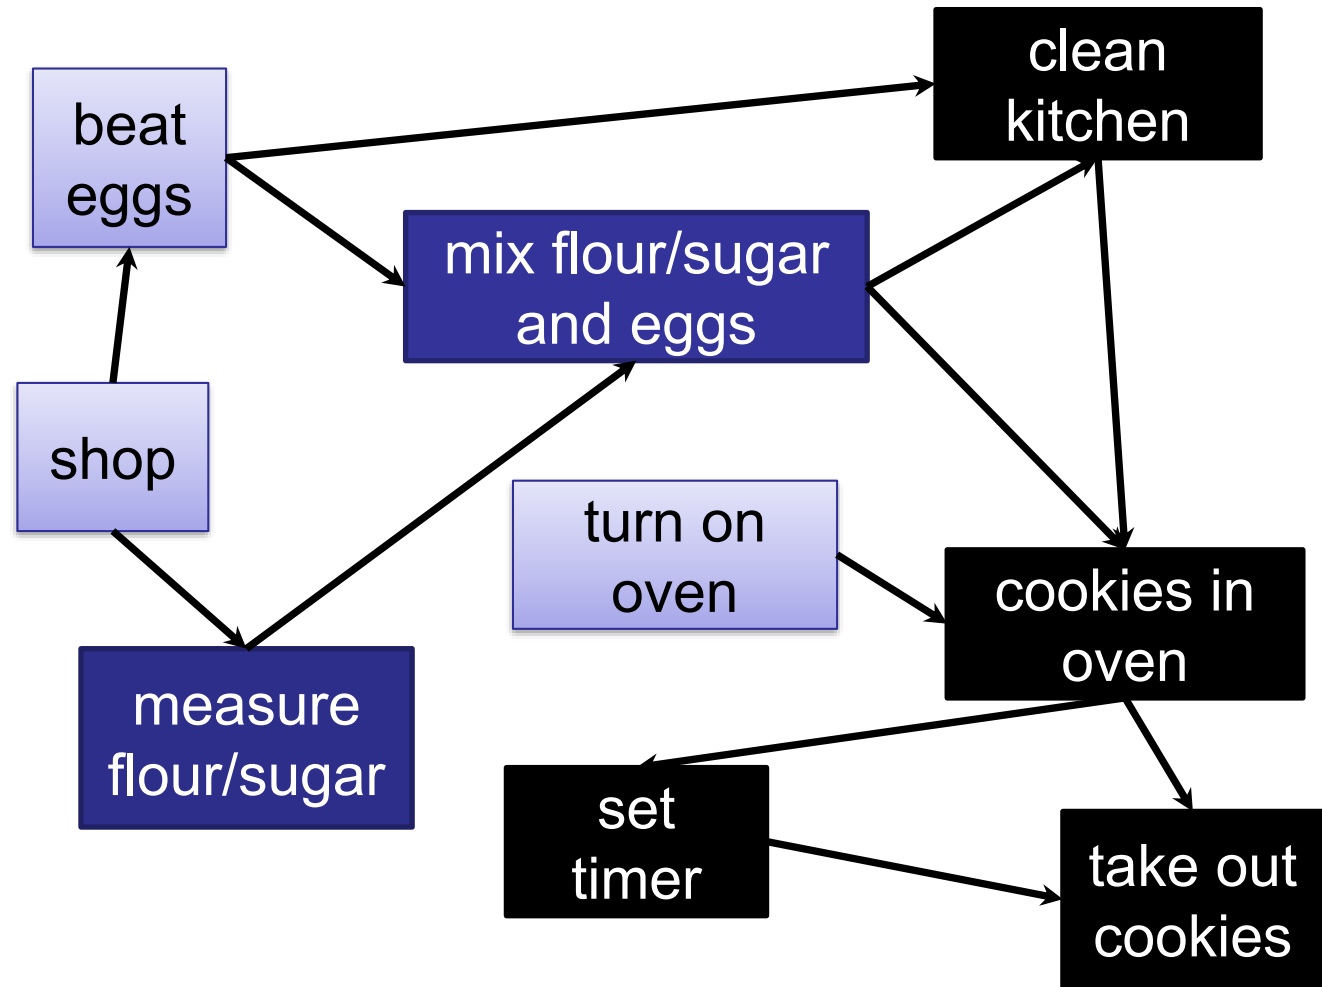 clean
kitchen
beat
eggs
mix flour/sugar
and eggs
shop
turn on
oven
cookies in
oven
measure
flour/sugar
set
timer
take out
cookies